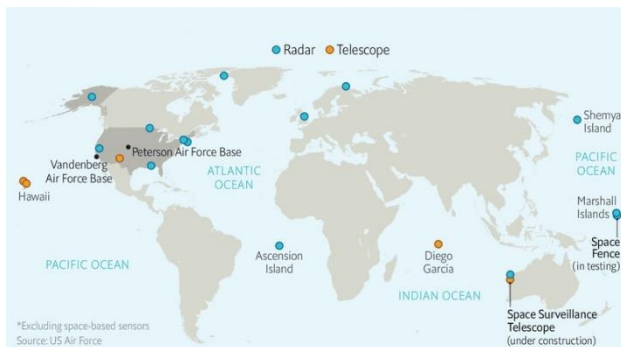 Radar
Telescope
Shemya
Island
Peterson Air Force Base
Vandenberg
Air Force Base
ATLANTIC
OCEAN
PACIFIC
OCEAN
Hawaii
Marshall
Islands
Space
Fence
(in testing)
Ascension
Island
Diego
Garcia
PACIFIC OCEAN
INDIAN OCEAN
Space Surveillance
Telescope
(under construction)
*Excluding space-based sensors
Source: US Air Force